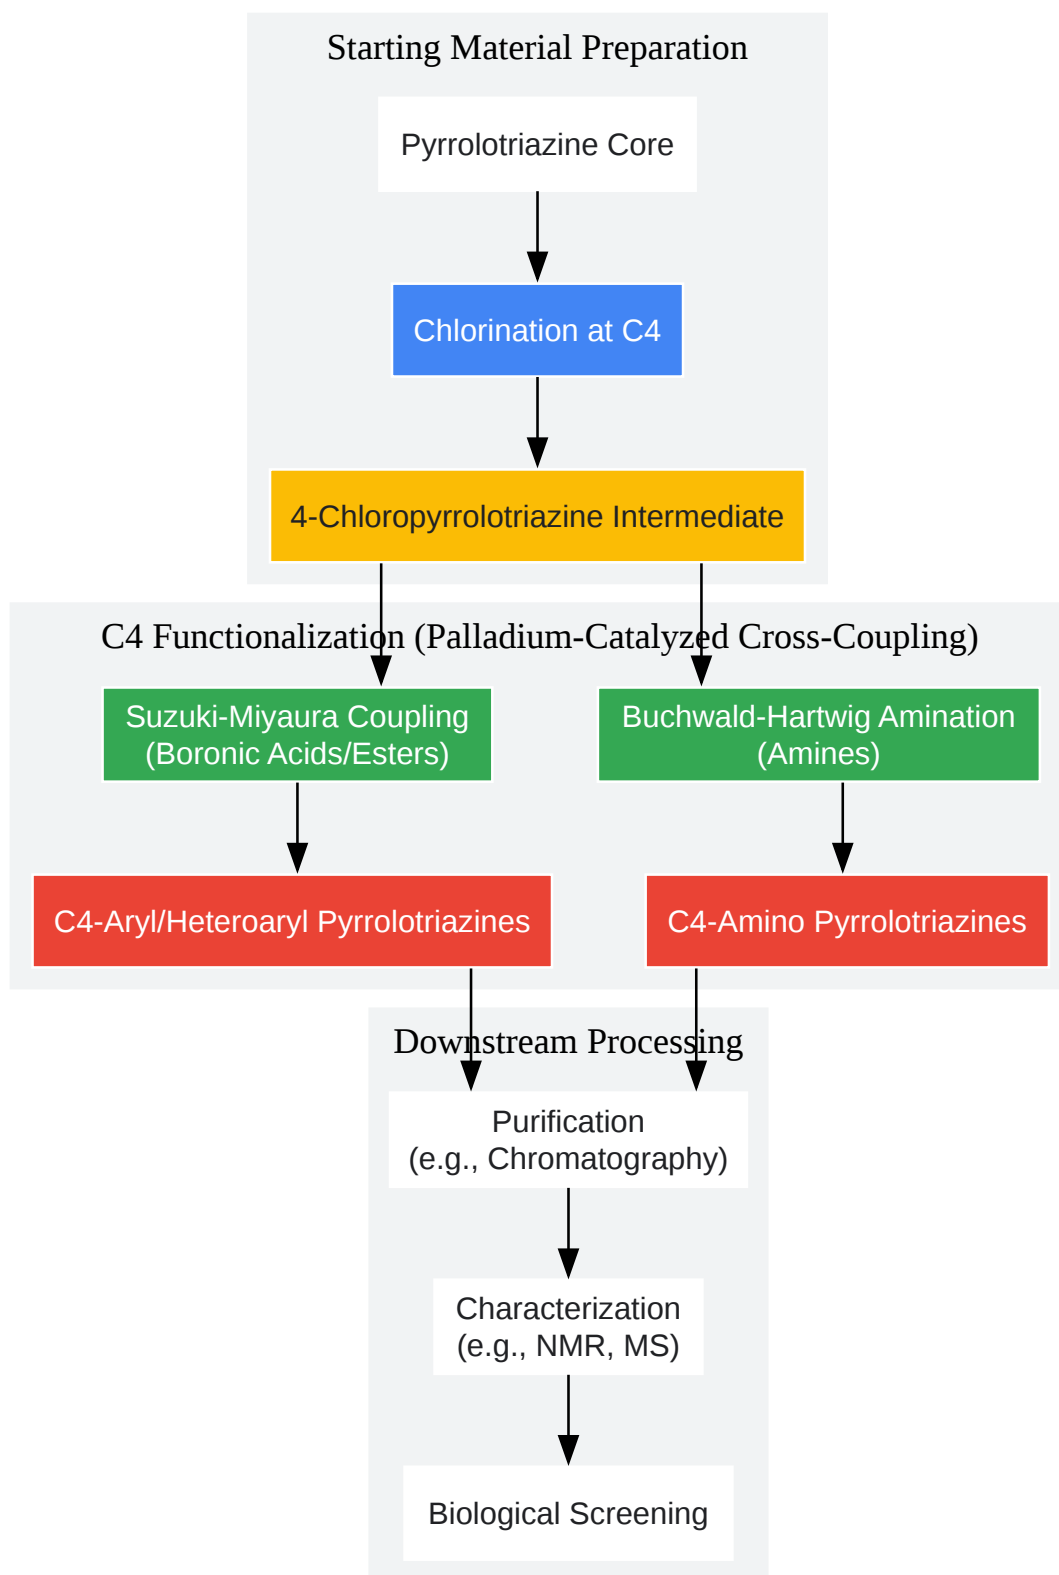 Starting Material Preparation
Pyrrolotriazine Core
Chlorination at C4
4-Chloropyrrolotriazine Intermediate
C4 Functionalization (Palladium-Catalyzed Cross-Coupling)
Suzuki-Miyaura Coupling
(Boronic Acids/Esters)
Buchwald-Hartwig Amination
(Amines)
C4-Aryl/Heteroaryl Pyrrolotriazines
C4-Amino Pyrrolotriazines
Downstream Processing
Purification
(e.g., Chromatography)
Characterization
(e.g., NMR, MS)
Biological Screening